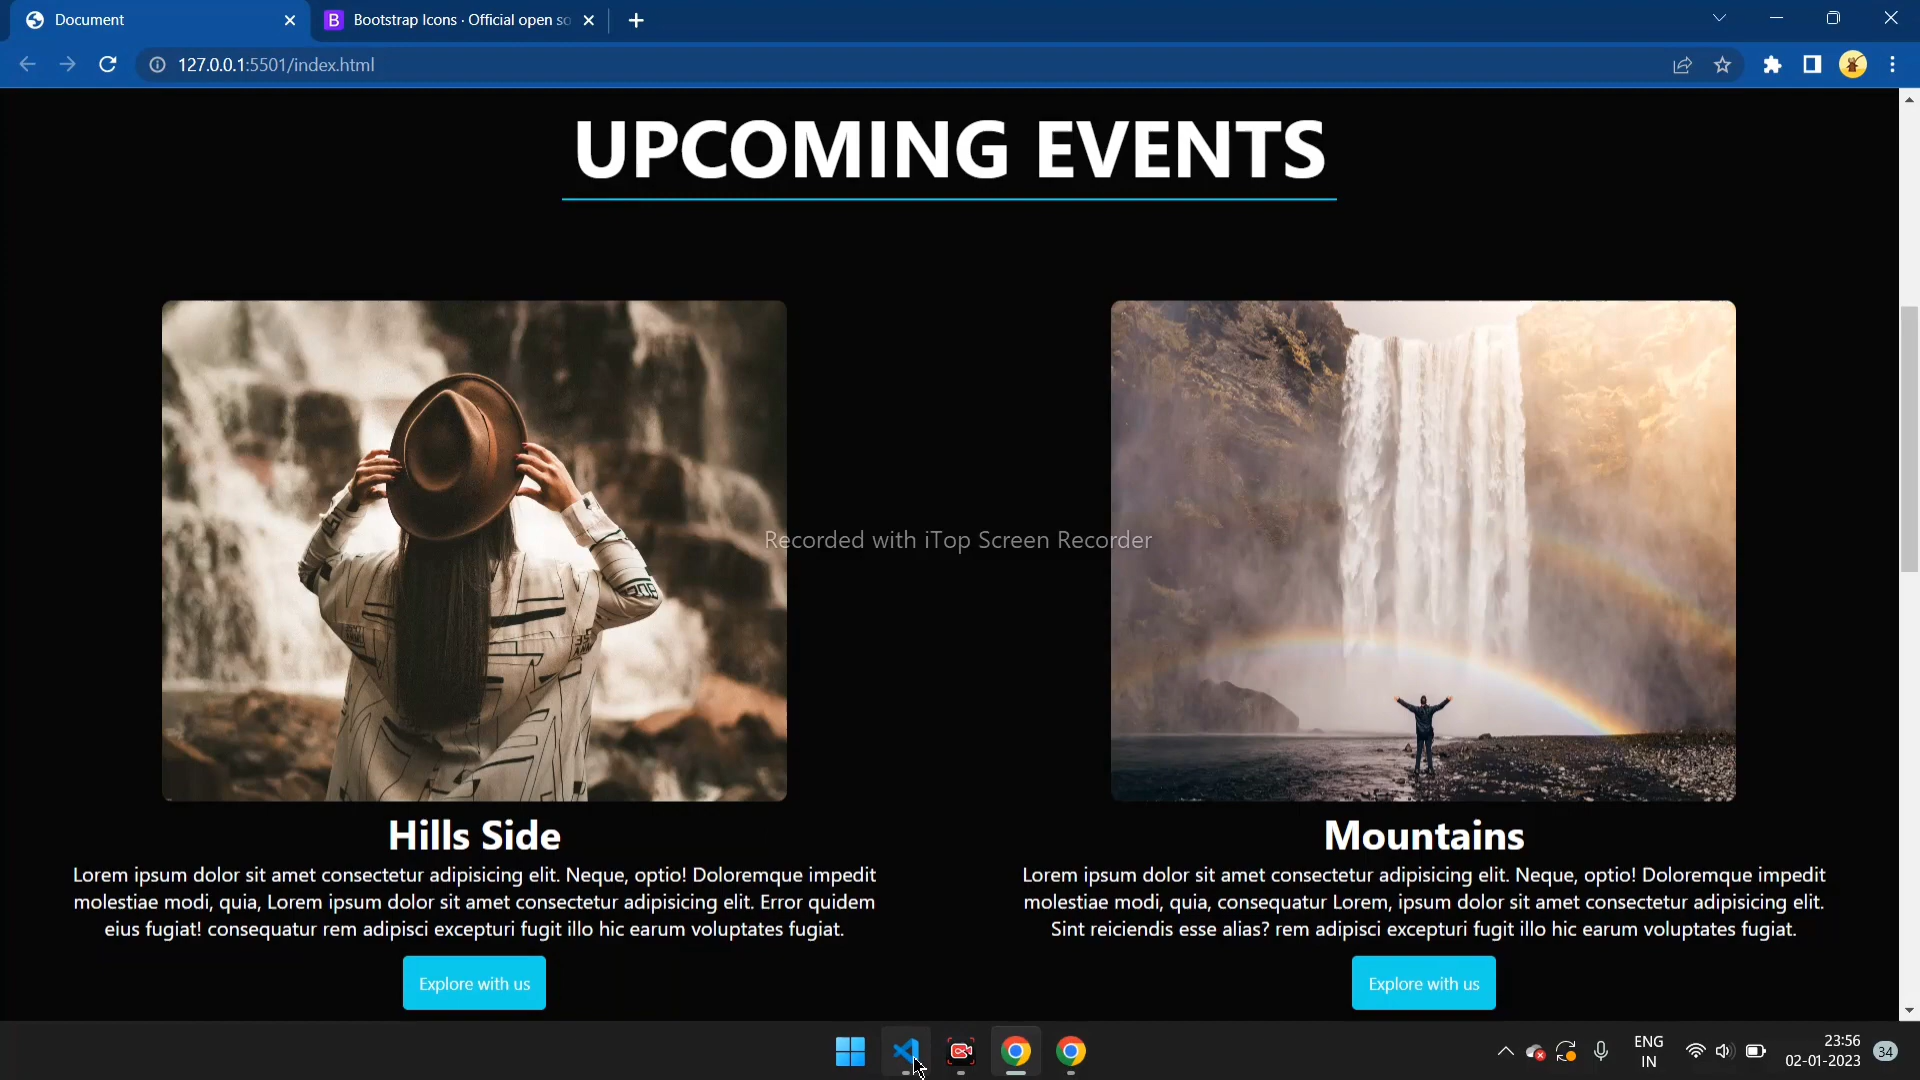 Document
Bootstrap Icons · Official open so
127.0.0.1:5501/index.html
UPCOMING EVENTS
Recorded with iTop Screen Recorder
Hills Side
Lorem ipsum dolor sit amet consectetur adipisicing elit. Neque, optio! Doloremque impedit
molestiae modi, quia, Lorem ipsum dolor sit amet consectetur adipisicing elit. Error quidem
eius fugiat! consequatur rem adipisci excepturi fugit illo hic earum voluptates fugiat.
Explore with us
Mountains
Lorem ipsum dolor sit amet consectetur adipisicing elit. Neque, optio! Doloremque impedit
molestiae modi, quia, consequatur Lorem, ipsum dolor sit amet consectetur adipisicing elit.
Sint reiciendis esse alias? rem adipisci excepturi fugit illo hic earum voluptates fugiat.
Explore with us
ENG
IN
23:56
02-01-2023
34